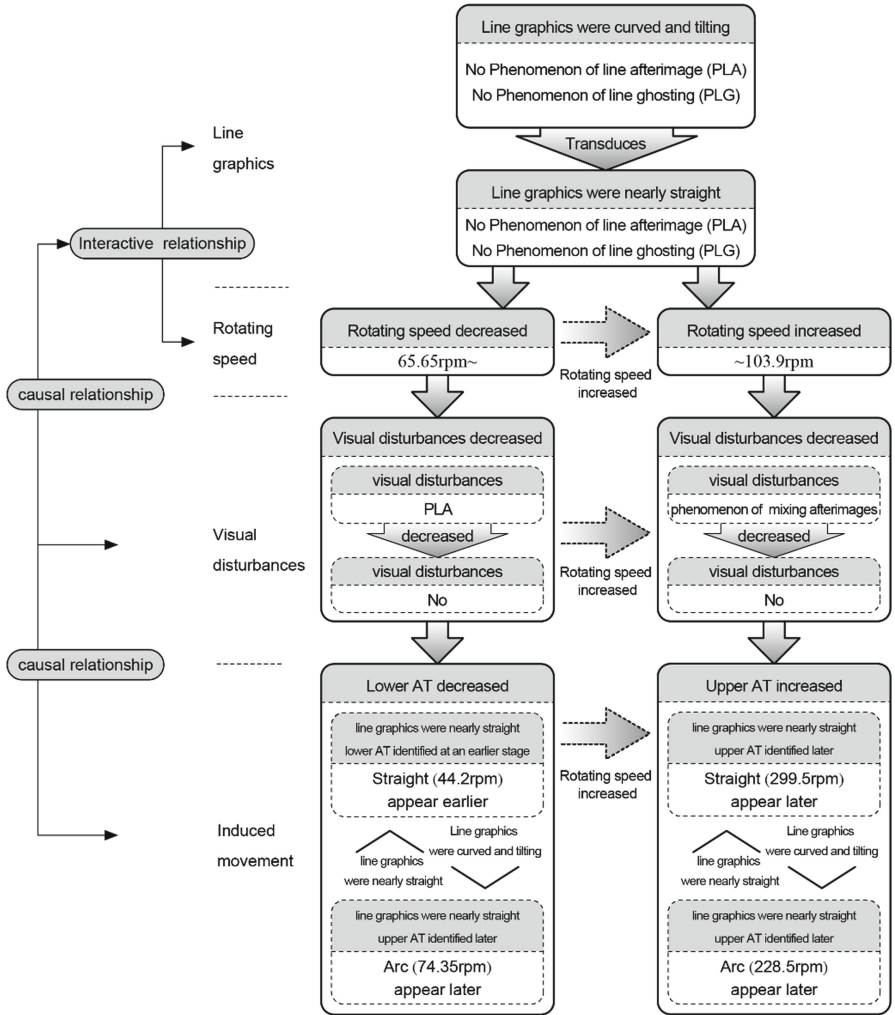 Line graphics were curved and tilting
No Phenomenon of line afterimage (PLA)
No Phenomenon of line ghosting (PLG)
Transduces
Line graphics were nearly straight
No Phenomenon of line afterimage (PLA)
No Phenomenon of line ghosting (PLG)
Line
graphics
Interactive relationship
Rotating
speed
causal relationship
Visual
disturbances
causal relationship
Induced
movement
Rotating speed decreased
65.65rpm~
Rotating speed
increased
Rotating speed increased
~103.9rpm
Visual disturbances decreased
visual disturbances
PLA
decreased
visual disturbances
No
Rotating speed
increased
Visual disturbances decreased
visual disturbances
phenomenon of mixing afterimages
decreased
visual disturbances
No
Lower AT decreased
line graphics were nearly straight
lower AT identified at an earlier stage
Straight (44.2rpm)
appear earlier
Line graphics
were curved and tilting
line graphics
were nearly straight
line graphics were nearly straight
upper AT identified later
Arc (74.35rpm)
appear later
Rotating speed
increased
Upper AT increased
line graphics were nearly straight
upper AT identified later
Straight (299.5rpm)
appear later
Line graphics
were curved and tilting
line graphics
were nearly straight
line graphics were nearly straight
upper AT identified later
Arc (228.5rpm)
appear later